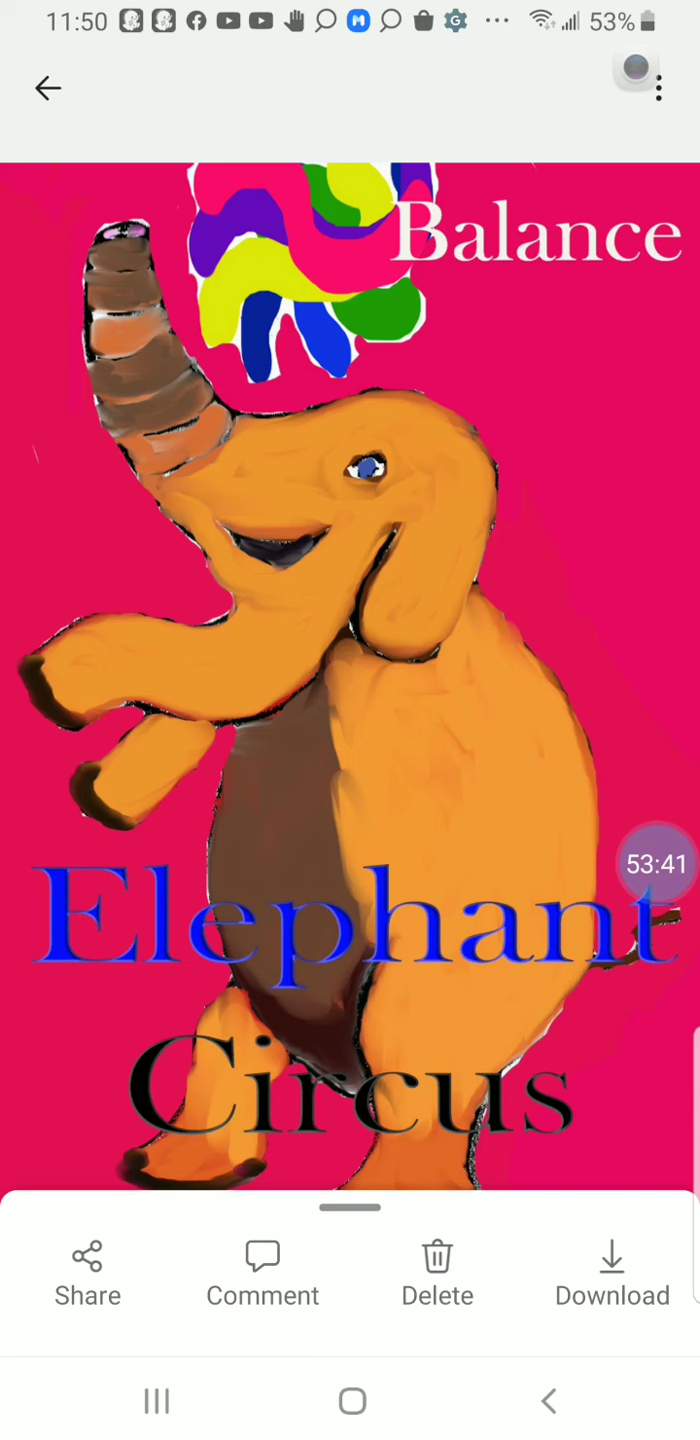 11:50
53%
Balance
53:41
Elephant
Circus
Share Comment Delete Download